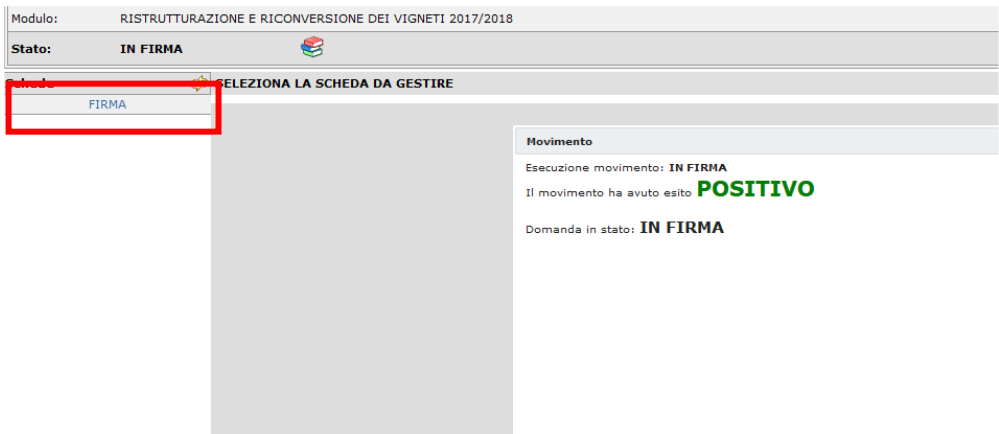 Modulo: RISTRUTTURAZIONE E RICONVERSIONE DEI VIGNETI 2017/2018
Stato: IN FIRMA
Schede SELEZIONA LA SCHEDA DA GESTIRE
FIRMA
Movimento
Esecuzione movimento: IN FIRMA
Il movimento ha avuto esito POSITIVO
Domanda in stato: IN FIRMA